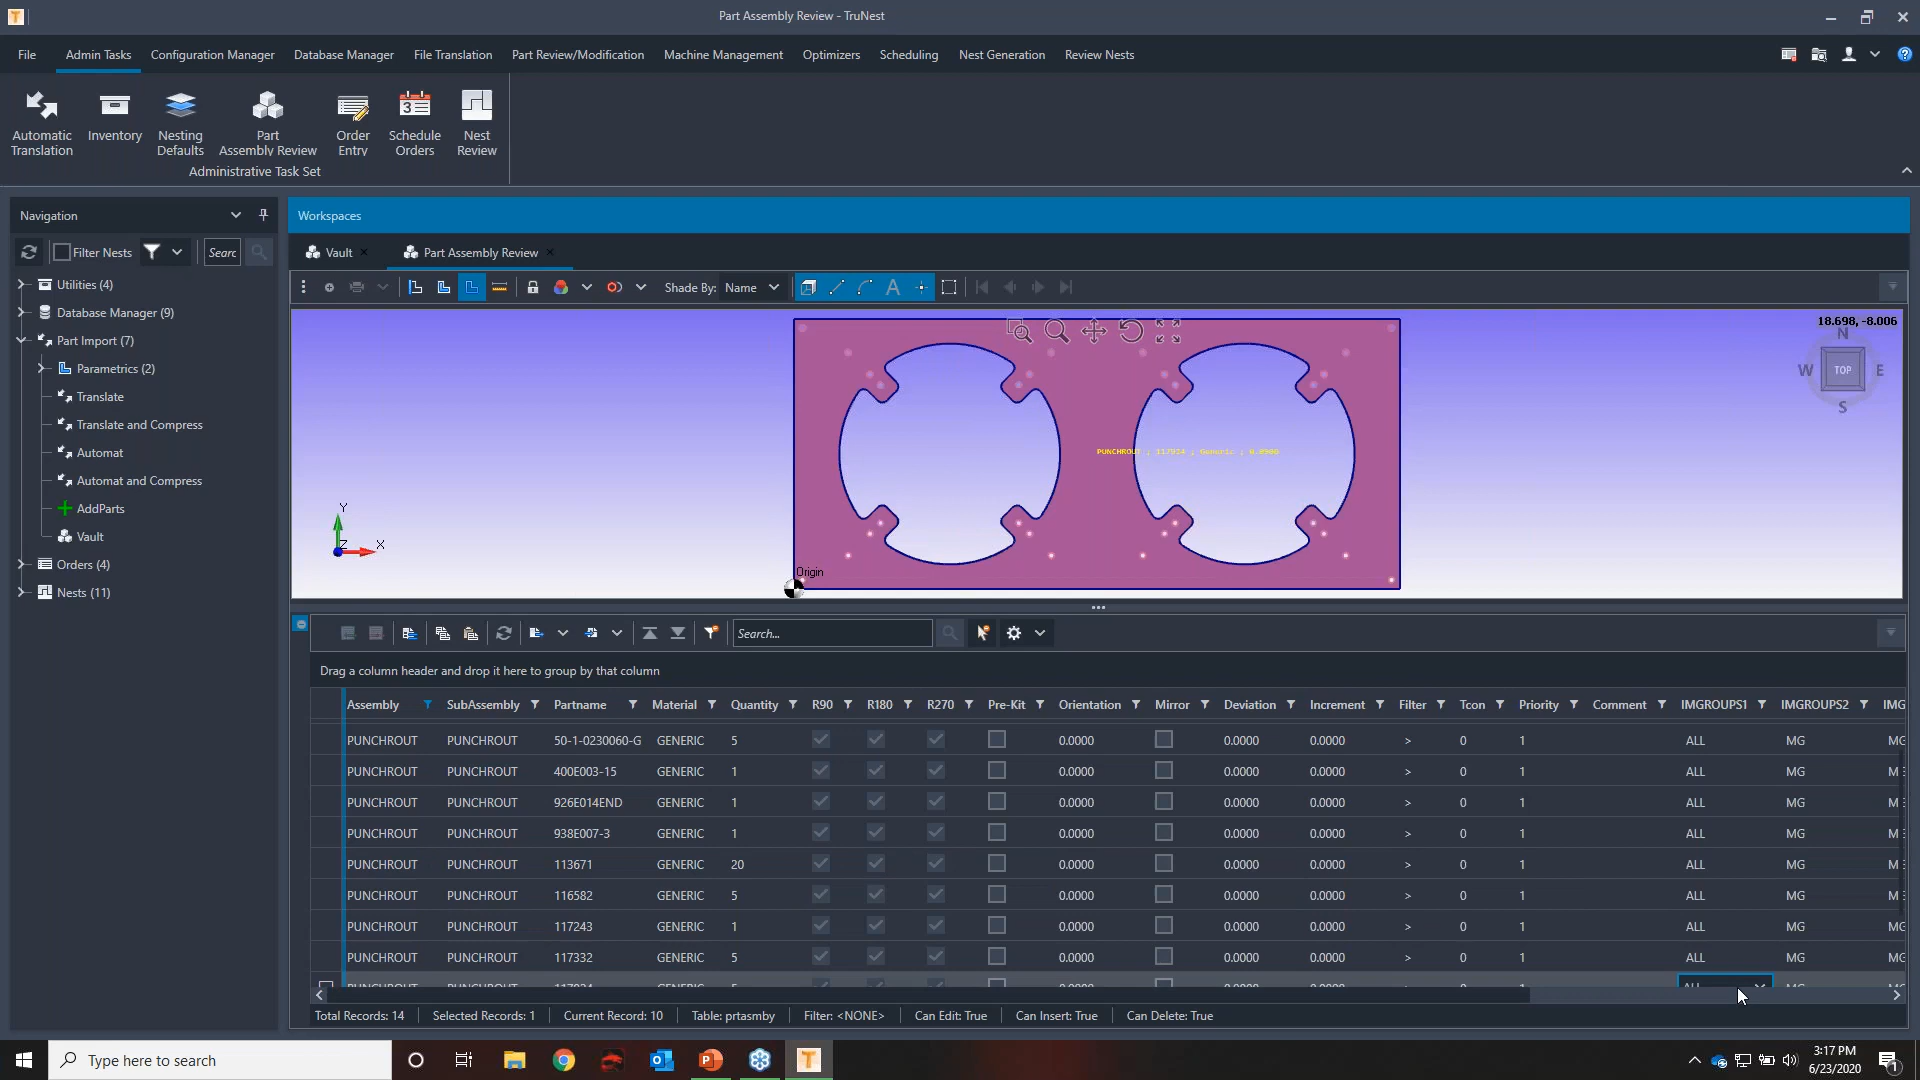 Part Assembly Review - TruNest
File
Admin Tasks
Configuration Manager
Database Manager
File Translation
Part Review/Modification
Machine Management
Optimizers
Scheduling
Nest Generation
Review Nests
Automatic Translation
Inventory
Nesting Defaults
Part Assembly Review
Order Entry
Schedule Orders
Nest Review
Administrative Task Set
Navigation
Filter Nests
Searc
Utilities (4)
Database Manager (9)
Part Import (7)
Parametrics (2)
Translate
Translate and Compress
Automat
Automat and Compress
AddParts
Vault
Orders (4)
Nests (11)
Workspaces
Vault
Part Assembly Review
Shade By: Name
18.698, -8.006
N
W TOP E
S
Y
Z X
Origin
Search...
Drag a column header and drop it here to group by that column
Assembly SubAssembly Partname Material Quantity R90 R180 R270 Pre-Kit Orientation Mirror Deviation Increment Filter Tcon Priority Comment IMGROUPS1 IMGROUPS2 IMG
PUNCHROUT PUNCHROUT 50-1-0230060-G GENERIC 5 0.0000 0.0000 0.0000 > 0 1 ALL MG
PUNCHROUT PUNCHROUT 400E003-15 GENERIC 1 0.0000 0.0000 0.0000 > 0 1 ALL MG
PUNCHROUT PUNCHROUT 926E014END GENERIC 1 0.0000 0.0000 0.0000 > 0 1 ALL MG
PUNCHROUT PUNCHROUT 938E007-3 GENERIC 1 0.0000 0.0000 0.0000 > 0 1 ALL MG
PUNCHROUT PUNCHROUT 113671 GENERIC 20 0.0000 0.0000 0.0000 > 0 1 ALL MG
PUNCHROUT PUNCHROUT 116582 GENERIC 5 0.0000 0.0000 0.0000 > 0 1 ALL MG
PUNCHROUT PUNCHROUT 117243 GENERIC 1 0.0000 0.0000 0.0000 > 0 1 ALL MG
PUNCHROUT PUNCHROUT 117332 GENERIC 5 0.0000 0.0000 0.0000 > 0 1 ALL MG
Total Records: 14
Selected Records: 1
Current Record: 10
Table: prtasmby
Filter: <NONE>
Can Edit: True
Can Insert: True
Can Delete: True
Type here to search
3:17 PM
6/23/2020